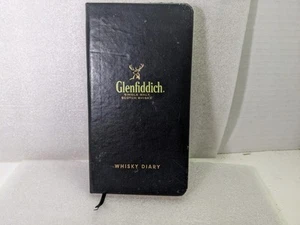 Glenfiddich.
SINGLE MALT
SCOTCH WHISKY
WHISKY DIARY